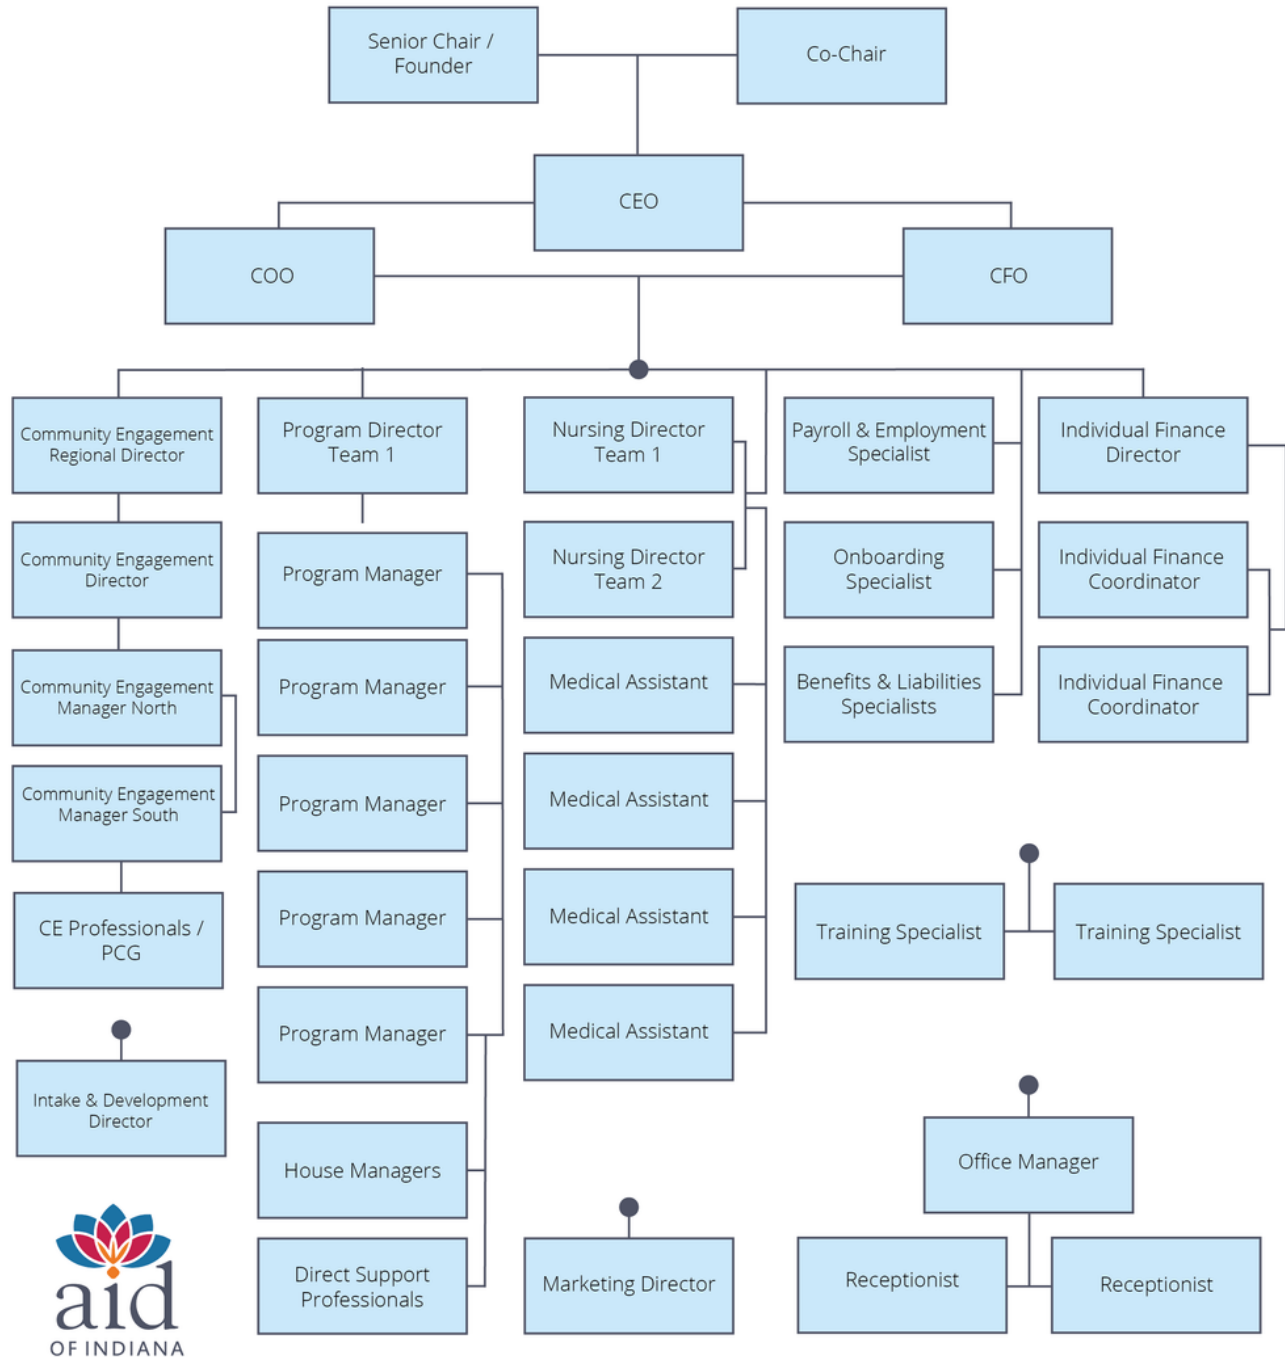 Senior Chair /
Founder
Co-Chair
CEO
COO
CFO
Community Engagement
Regional Director
Community Engagement
Director
Community Engagement
Manager North
Community Engagement
Manager South
CE Professionals /
PCG
Intake & Development
Director
Program Director
Team 1
Program Manager
Program Manager
Program Manager
Program Manager
Program Manager
House Managers
Direct Support
Professionals
Nursing Director
Team 1
Nursing Director
Team 2
Medical Assistant
Medical Assistant
Medical Assistant
Medical Assistant
Marketing Director
Payroll & Employment
Specialist
Onboarding
Specialist
Benefits & Liabilities
Specialists
Individual Finance
Director
Individual Finance
Coordinator
Individual Finance
Coordinator
Training Specialist
Training Specialist
Office Manager
Receptionist
Receptionist
aid
OF INDIANA